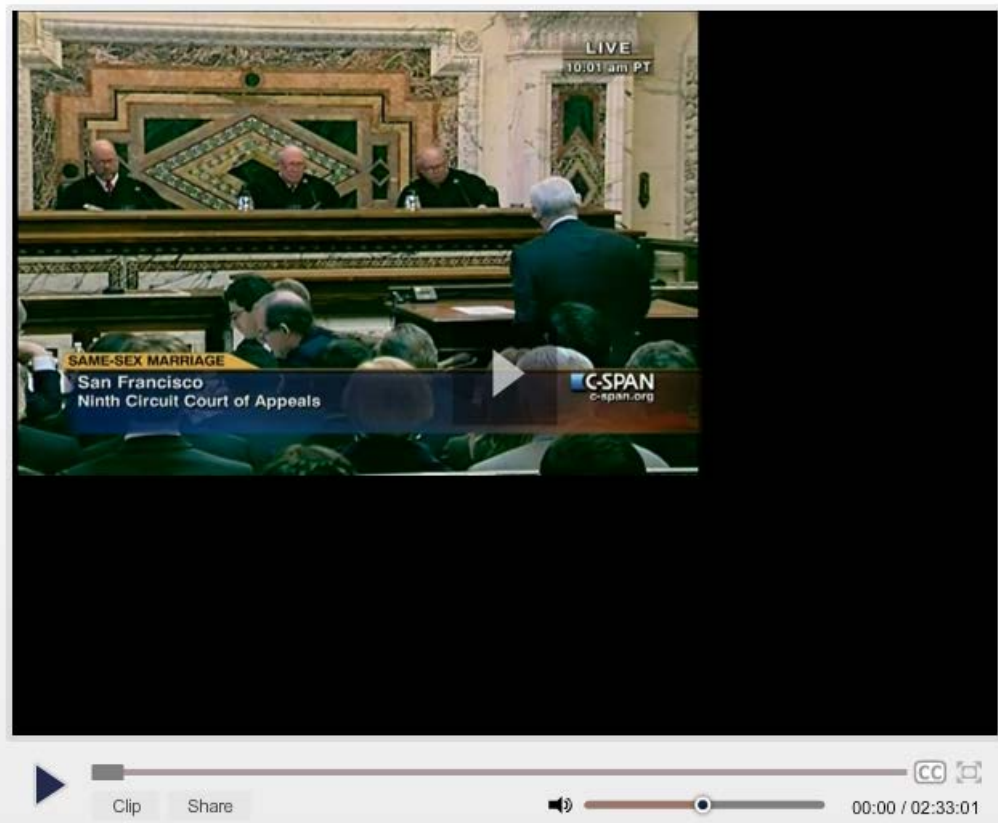 LIVE
10:01 am PT
SAME-SEX MARRIAGE
San Francisco
Ninth Circuit Court of Appeals
C-SPAN
c-span.org
CC
Clip
Share
00:00 / 02:33:01